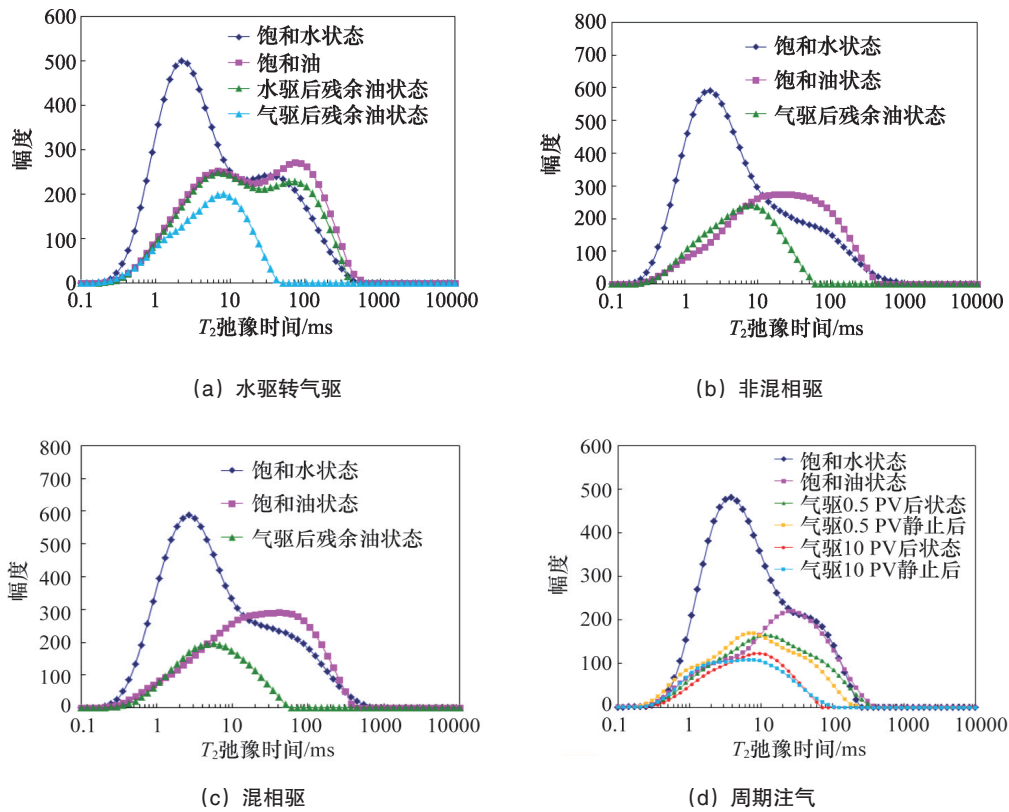 600
500
400
300
200
100
0
幅度
饱和水状态
饱和油
水驱后残余油状态
气驱后残余油状态
0.1 1 10 100 1000 10000
T₂弛豫时间/ms
(a) 水驱转气驱
800
700
600
500
400
300
200
100
0
幅度
饱和水状态
饱和油状态
气驱后残余油状态
0.1 1 10 100 1000 10000
T₂弛豫时间/ms
(b) 非混相驱
800
700
600
500
400
300
200
100
0
幅度
饱和水状态
饱和油状态
气驱后残余油状态
0.1 1 10 100 1000 10000
T₂弛豫时间/ms
(c) 混相驱
600
500
400
300
200
100
0
幅度
饱和水状态
饱和油状态
气驱0.5 PV后状态
气驱0.5 PV静止后
气驱10 PV后状态
气驱10 PV静止后
0.1 1 10 100 1000 10000
T₂弛豫时间/ms
(d) 周期注气